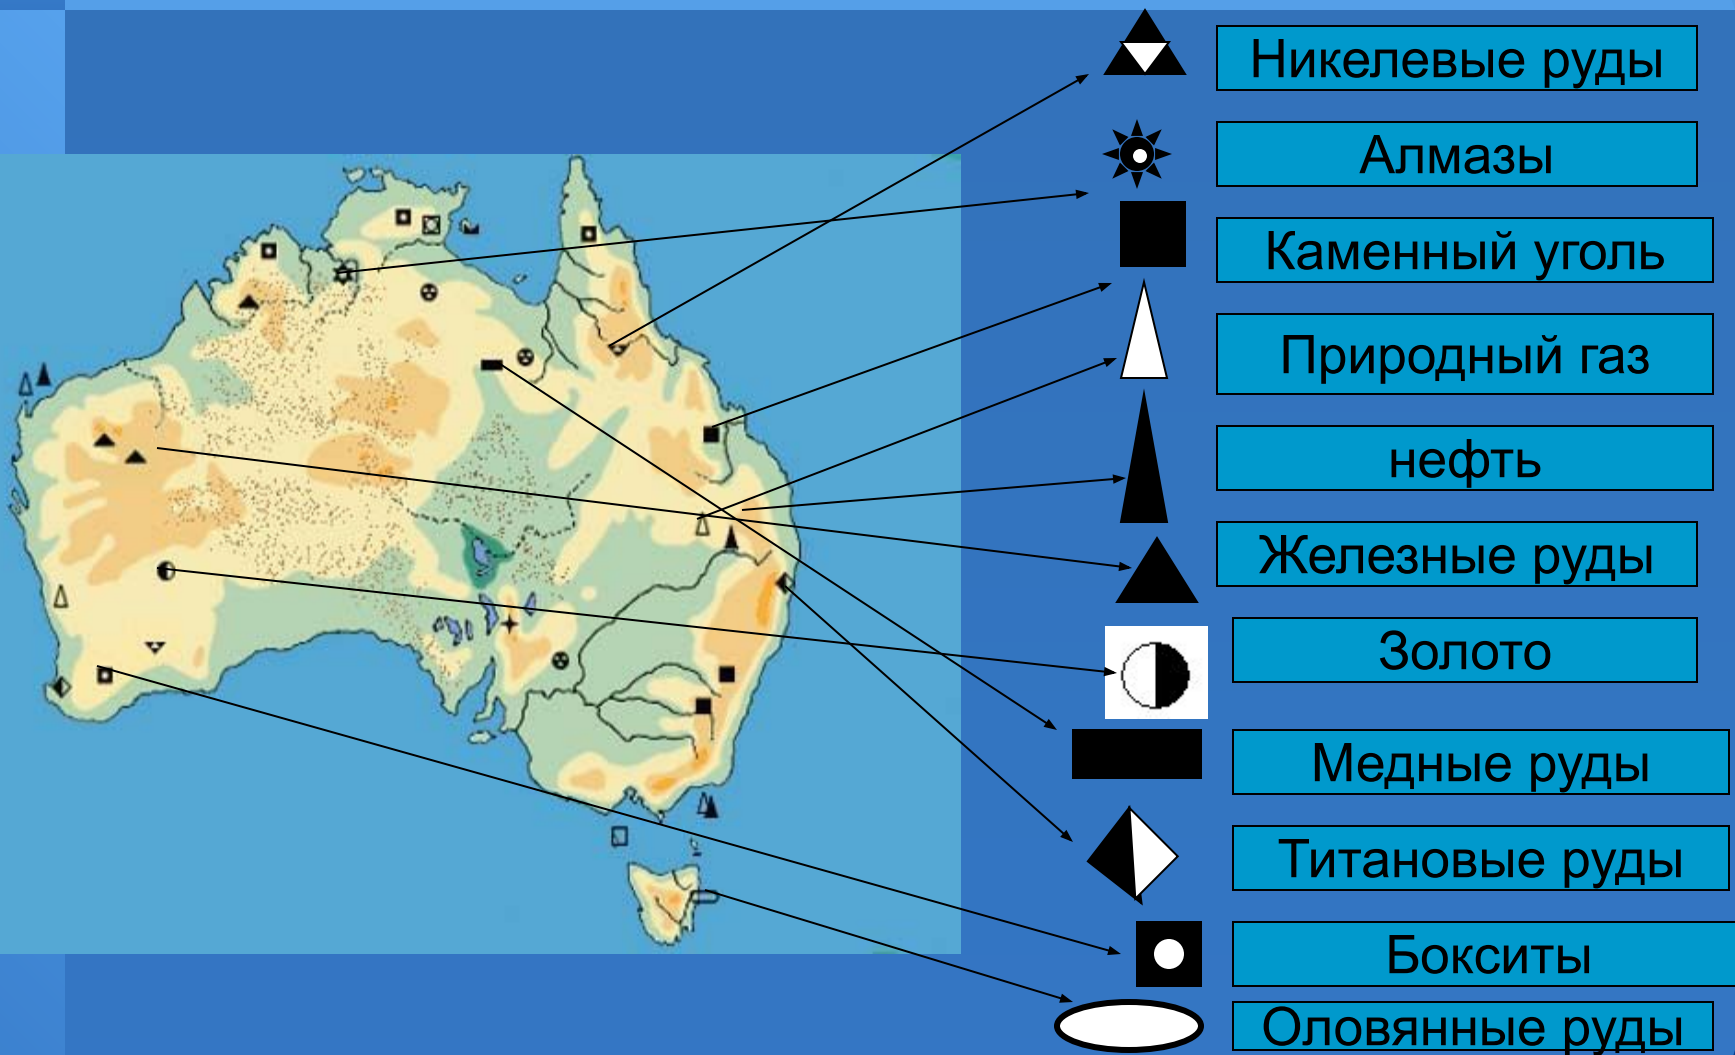 Никелевые руды
Алмазы
Каменный уголь
Природный газ
нефть
Железные руды
Золото
Медные руды
Титановые руды
Бокситы
Оловянные руды